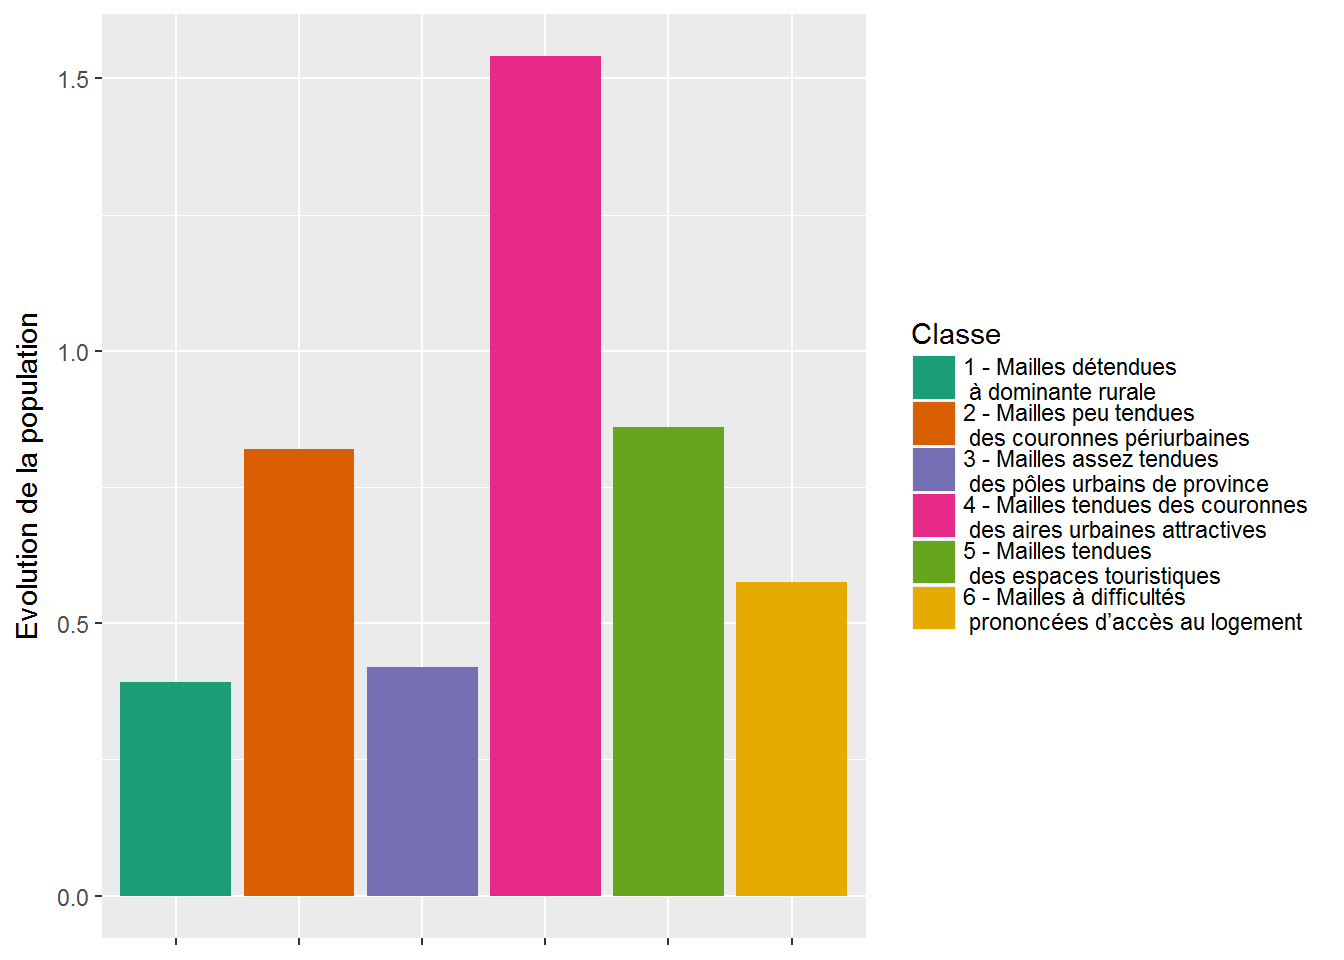 Evolution de la population
1.5
1.0
0.5
0.0
Classe
1 - Mailles détendues
à dominante rurale
2 - Mailles peu tendues
des couronnes périurbaines
3 - Mailles assez tendues
des pôles urbains de province
4 - Mailles tendues des couronnes
des aires urbaines attractives
5 - Mailles tendues
des espaces touristiques
6 - Mailles à difficultés
prononcées d’accès au logement